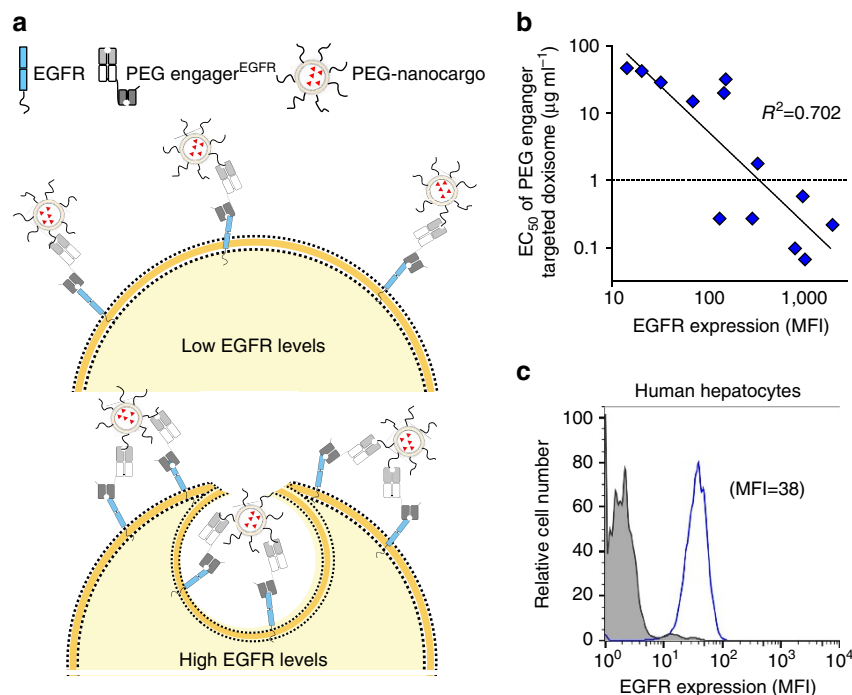 a
EGFR
PEG engager^EGFR
PEG-nanocargo
Low EGFR levels
High EGFR levels
b
EC50 of PEG enganger
targeted doxisome (µg ml−1)
100
10
1
0.1
R2=0.702
10
100
1,000
EGFR expression (MFI)
c
Human hepatocytes
Relative cell number
100
80
60
40
20
0
(MFI=38)
10^0
10^1
10^2
10^3
10^4
EGFR expression (MFI)